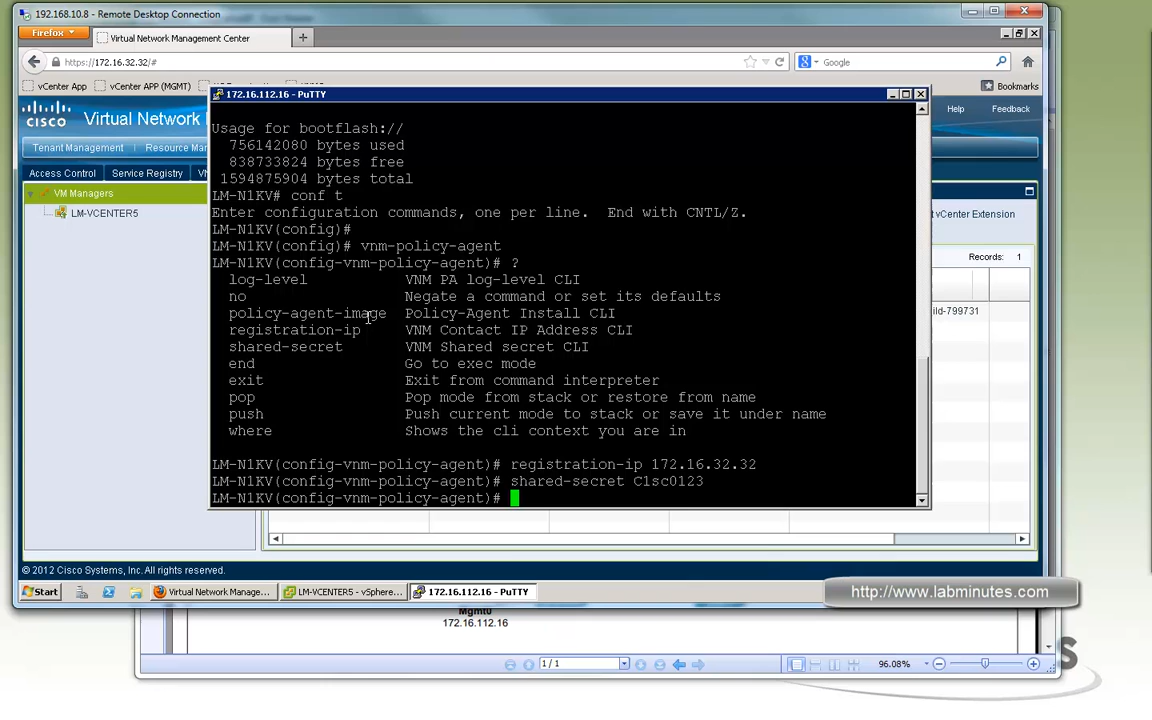 192.168.10.8 - Remote Desktop Connection
Firefox
Virtual Network Management Center
https://172.16.32.32/#
Google
vCenter App
vCenter APP (MGMT)
Bookmarks
CISCO
Virtual Network
Help
Feedback
Tenant Management
Resource Mar
Access Control
Service Registry
VM Managers
LM-VCENTER5
vCenter Extension
Records: 1
ild-799731
172.16.112.16 - PuTTY
Usage for bootflash://
756142080 bytes used
838733824 bytes free
1594875904 bytes total
LM-N1KV# conf t
Enter configuration commands, one per line. End with CNTL/Z.
LM-N1KV(config)#
LM-N1KV(config)# vnm-policy-agent
LM-N1KV(config-vnm-policy-agent)# ?
log-level VNM PA log-level CLI
no Negate a command or set its defaults
policy-agent-image Policy-Agent Install CLI
registration-ip VNM Contact IP Address CLI
shared-secret VNM Shared secret CLI
end Go to exec mode
exit Exit from command interpreter
pop Pop mode from stack or restore from name
push Push current mode to stack or save it under name
where Shows the cli context you are in
LM-N1KV(config-vnm-policy-agent)# registration-ip 172.16.32.32
LM-N1KV(config-vnm-policy-agent)# shared-secret C1sc0123
LM-N1KV(config-vnm-policy-agent)#
© 2012 Cisco Systems, Inc. All rights reserved.
Start
Virtual Network Manage...
LM-VCENTER5 - vSphere...
172.16.112.16 - PuTTY
http://www.labminutes.com
Mgmt0
172.16.112.16
1 / 1
96.08%
S